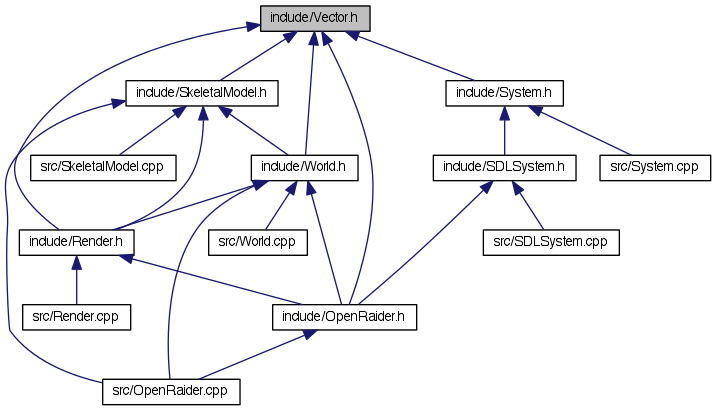 include/Vector.h
include/SkeletalModel.h
include/System.h
src/SkeletalModel.cpp
include/World.h
include/SDLSystem.h
src/System.cpp
include/Render.h
src/World.cpp
src/SDLSystem.cpp
src/Render.cpp
include/OpenRaider.h
src/OpenRaider.cpp